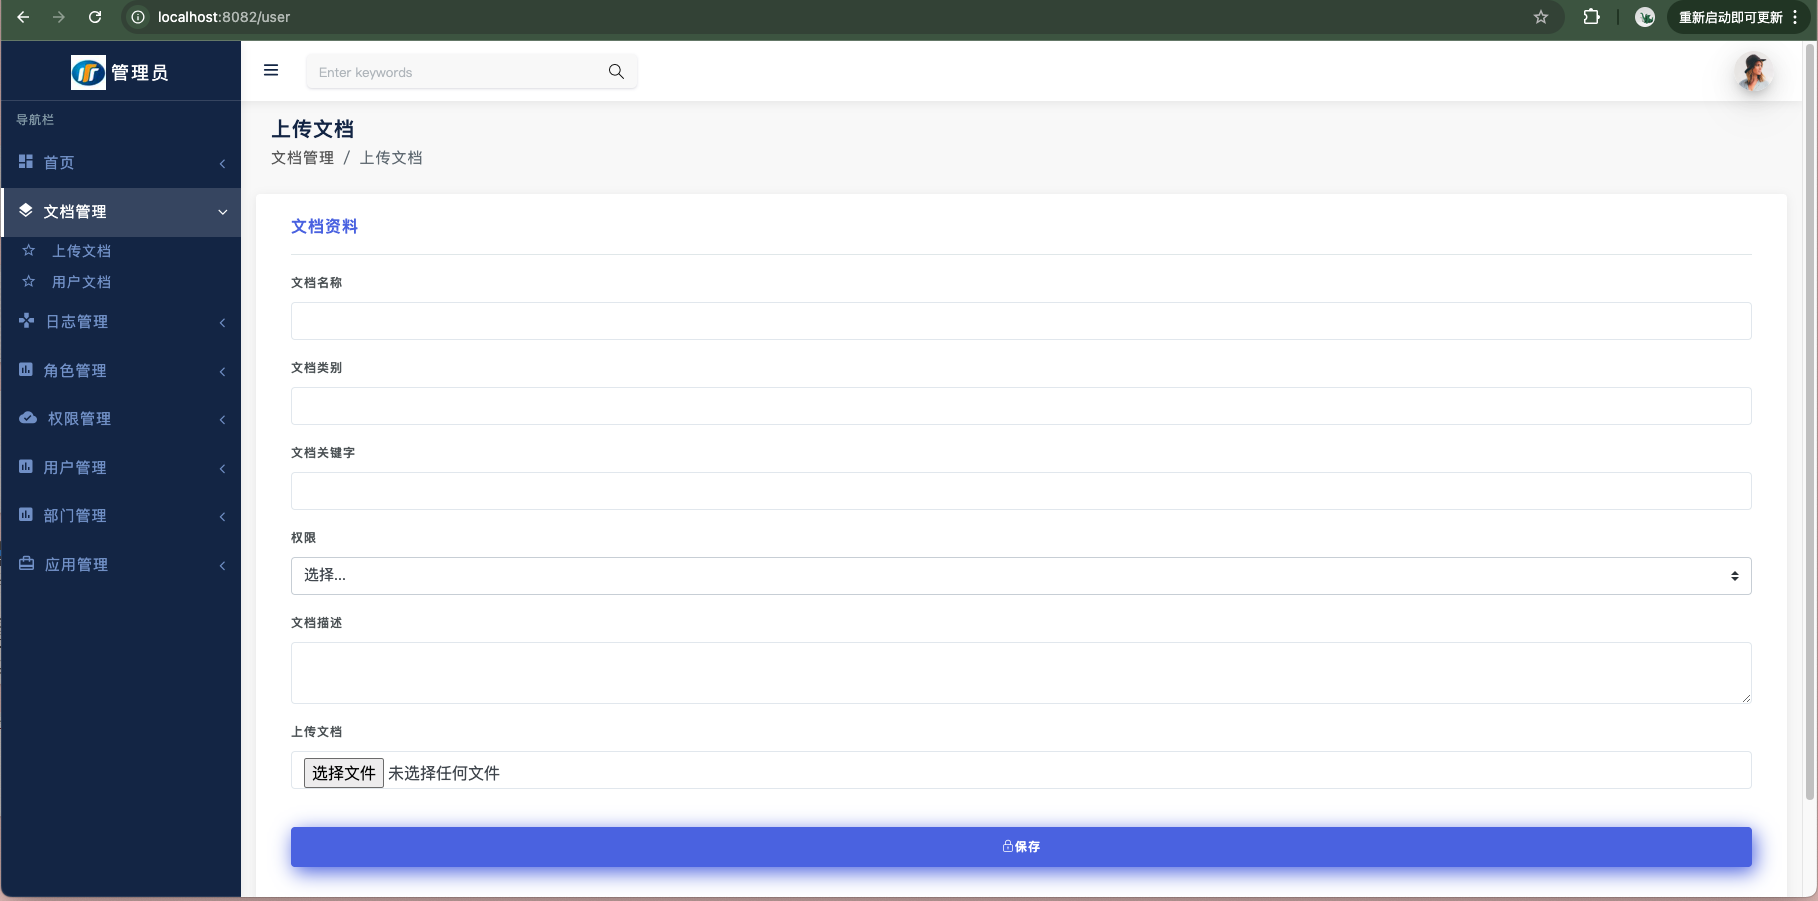 localhost:8082/user
重新启动即可更新
管理员
Enter keywords
导航栏
首页
文档管理
上传文档
用户文档
日志管理
角色管理
权限管理
用户管理
部门管理
应用管理
上传文档
文档管理 / 上传文档
文档资料
文档名称
文档类别
文档关键字
权限
选择...
文档描述
上传文档
选择文件 未选择任何文件
保存